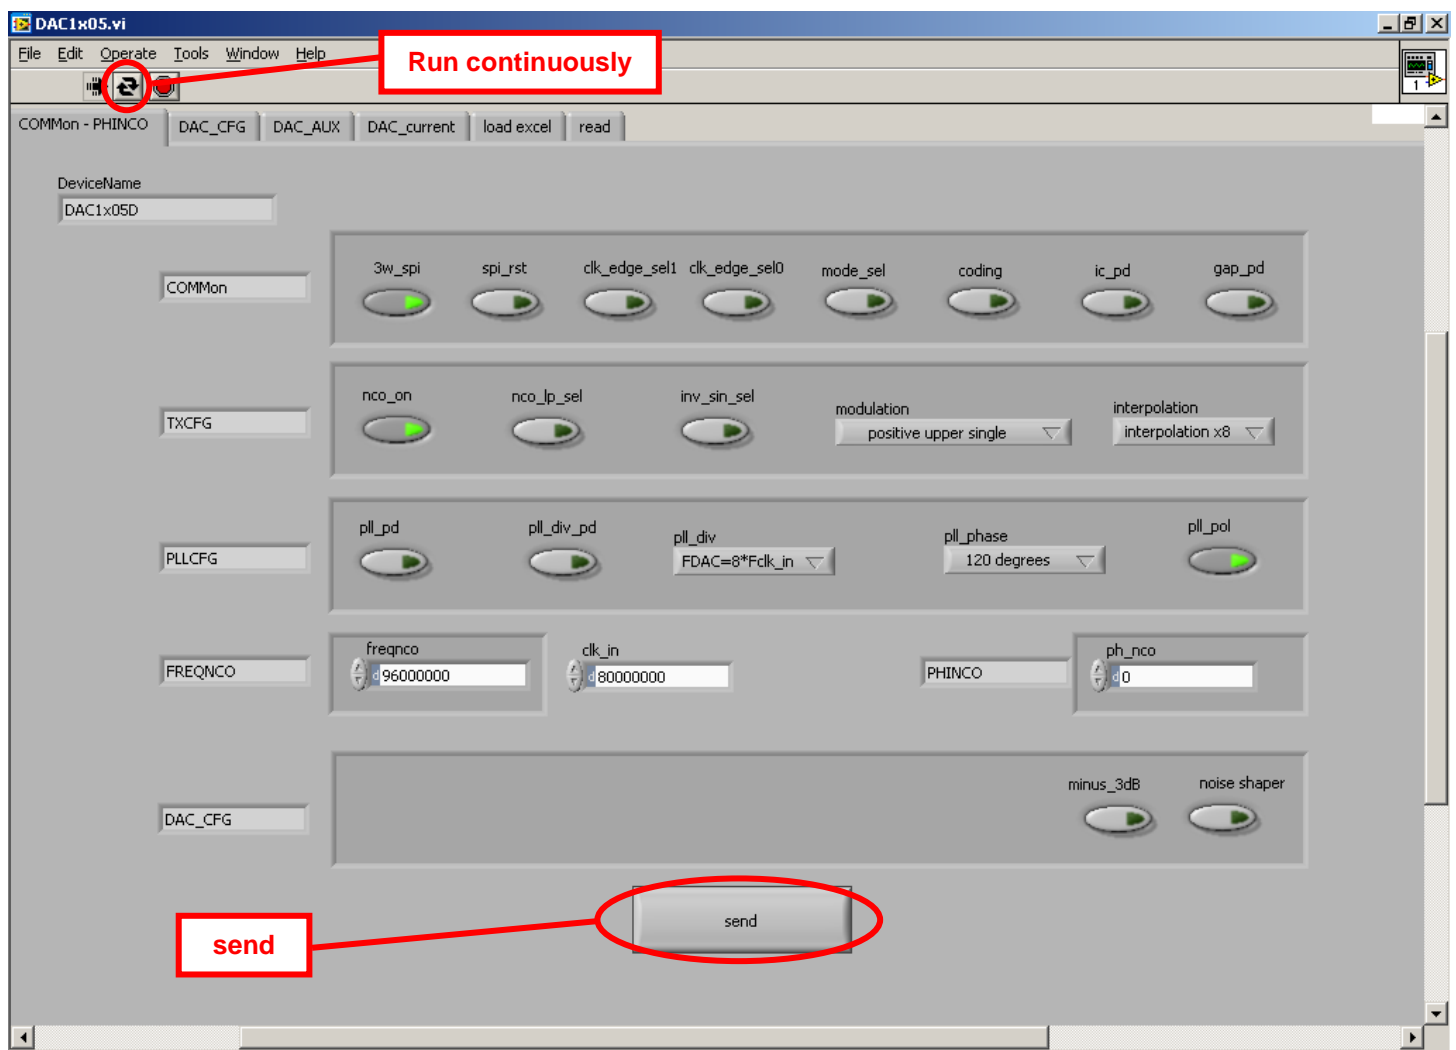 DAC1x05.vi
File Edit Operate Tools Window Help
Run continuously
1
COMMon - PHINCO DAC_CFG DAC_AUX DAC_current load excel read
DeviceName
DAC1x05D
COMMon
3w_spi spi_rst clk_edge_sel1 clk_edge_sel0 mode_sel coding ic_pd gap_pd
TXCFG
nco_on nco_lp_sel inv_sin_sel modulation interpolation
positive upper single interpolation x8
PLLCFG
pll_pd pll_div_pd pll_div pll_phase pll_pol
FDAC=8*Fclk_in 120 degrees
FREQNCO
freqnco clk_in PHINCO ph_nco
d 96000000 d 80000000 d 0
DAC_CFG
minus_3dB noise shaper
send
send